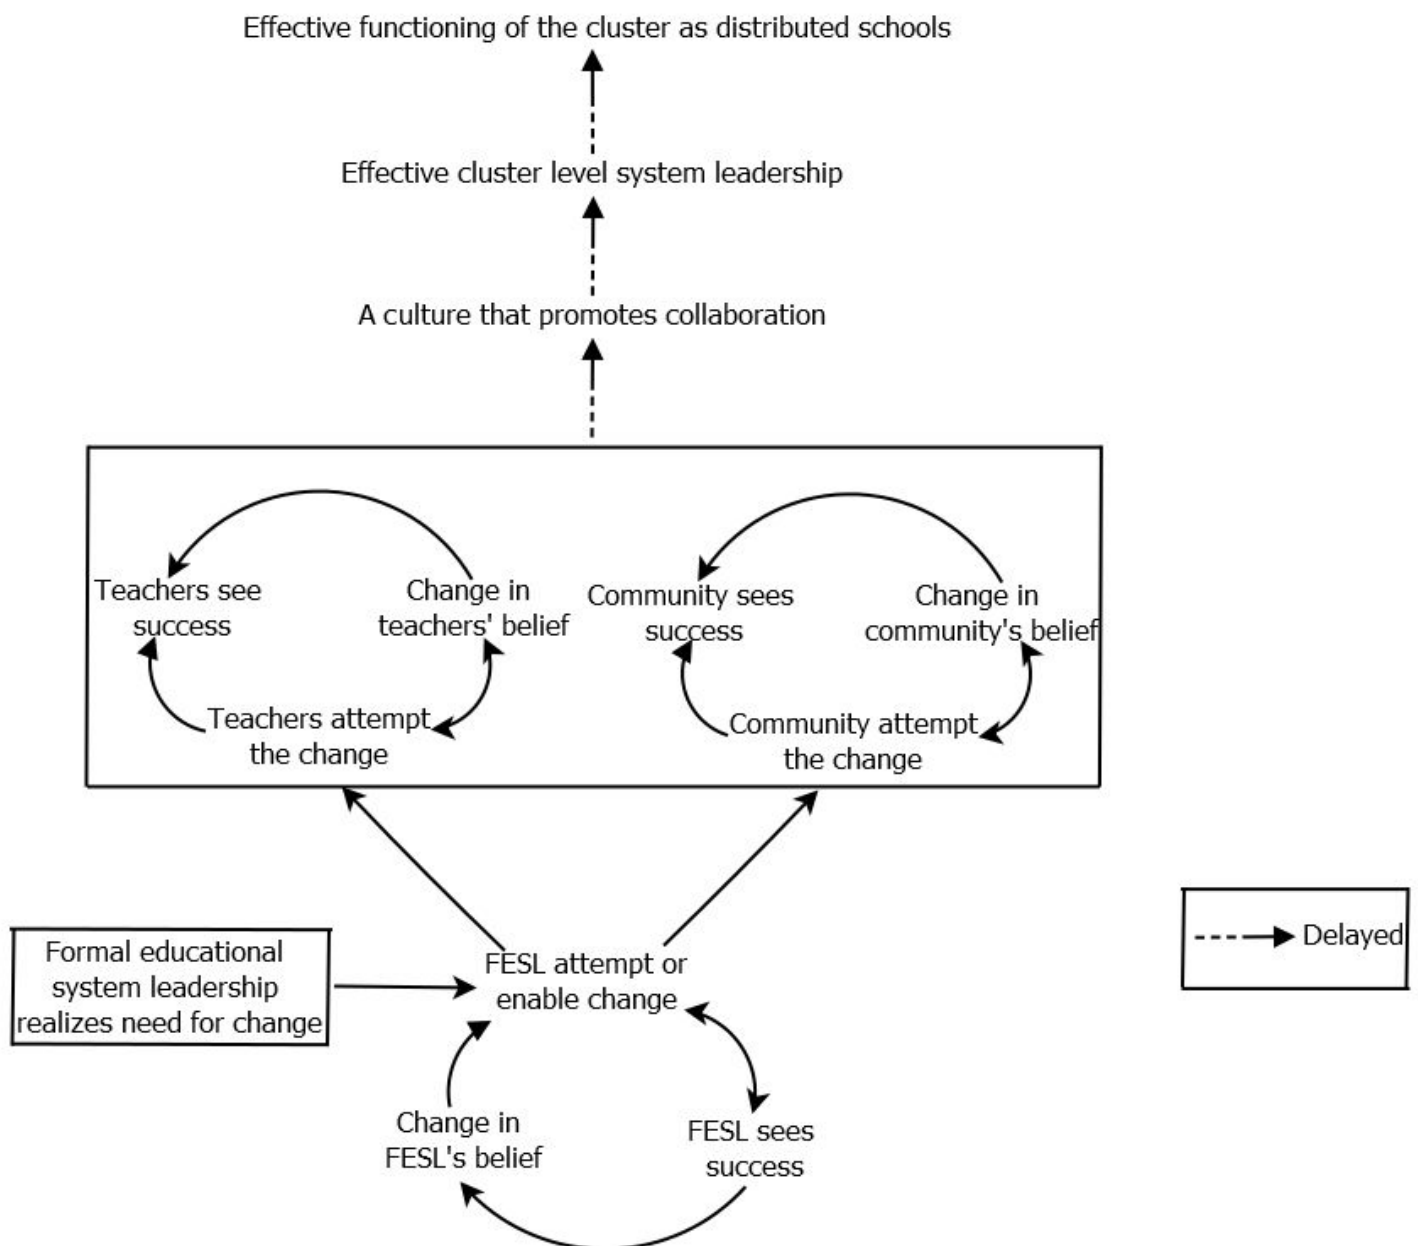 Effective functioning of the cluster as distributed schools
Effective cluster level system leadership
A culture that promotes collaboration
Teachers see
success
Change in
teachers' belief
Teachers attempt
the change
Community sees
success
Change in
community's belief
Community attempt
the change
Formal educational
system leadership
realizes need for change
FESL attempt or
enable change
Change in
FESL's belief
FESL sees
success
Delayed